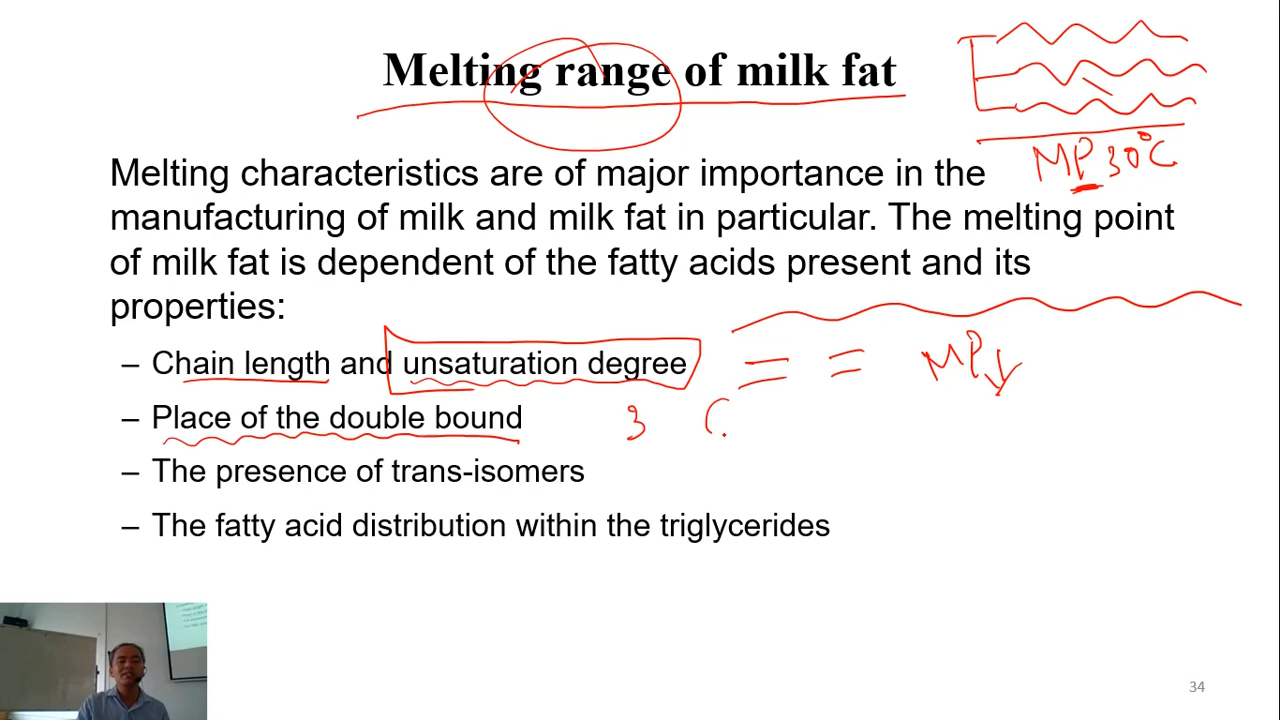 Melting range of milk fat
MP 30°C
Melting characteristics are of major importance in the
manufacturing of milk and milk fat in particular. The melting point
of milk fat is dependent of the fatty acids present and its
properties:
– Chain length and unsaturation degree
= = MP↓
– Place of the double bound
3
– The presence of trans-isomers
– The fatty acid distribution within the triglycerides
34